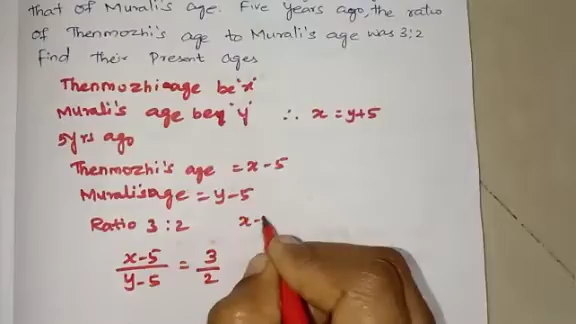 that of Murali's age. Five years ago, the ratio
of Thenmozhi's age to Murali's age was 3:2
Find their Present ages
Thenmozhi age be 'x'
Murali's age be 'y' ∴ x = y+5
5yrs ago
Thenmozhi's age = x-5
Murali's age = y-5
Ratio 3:2 x-
x-5/y-5 = 3/2